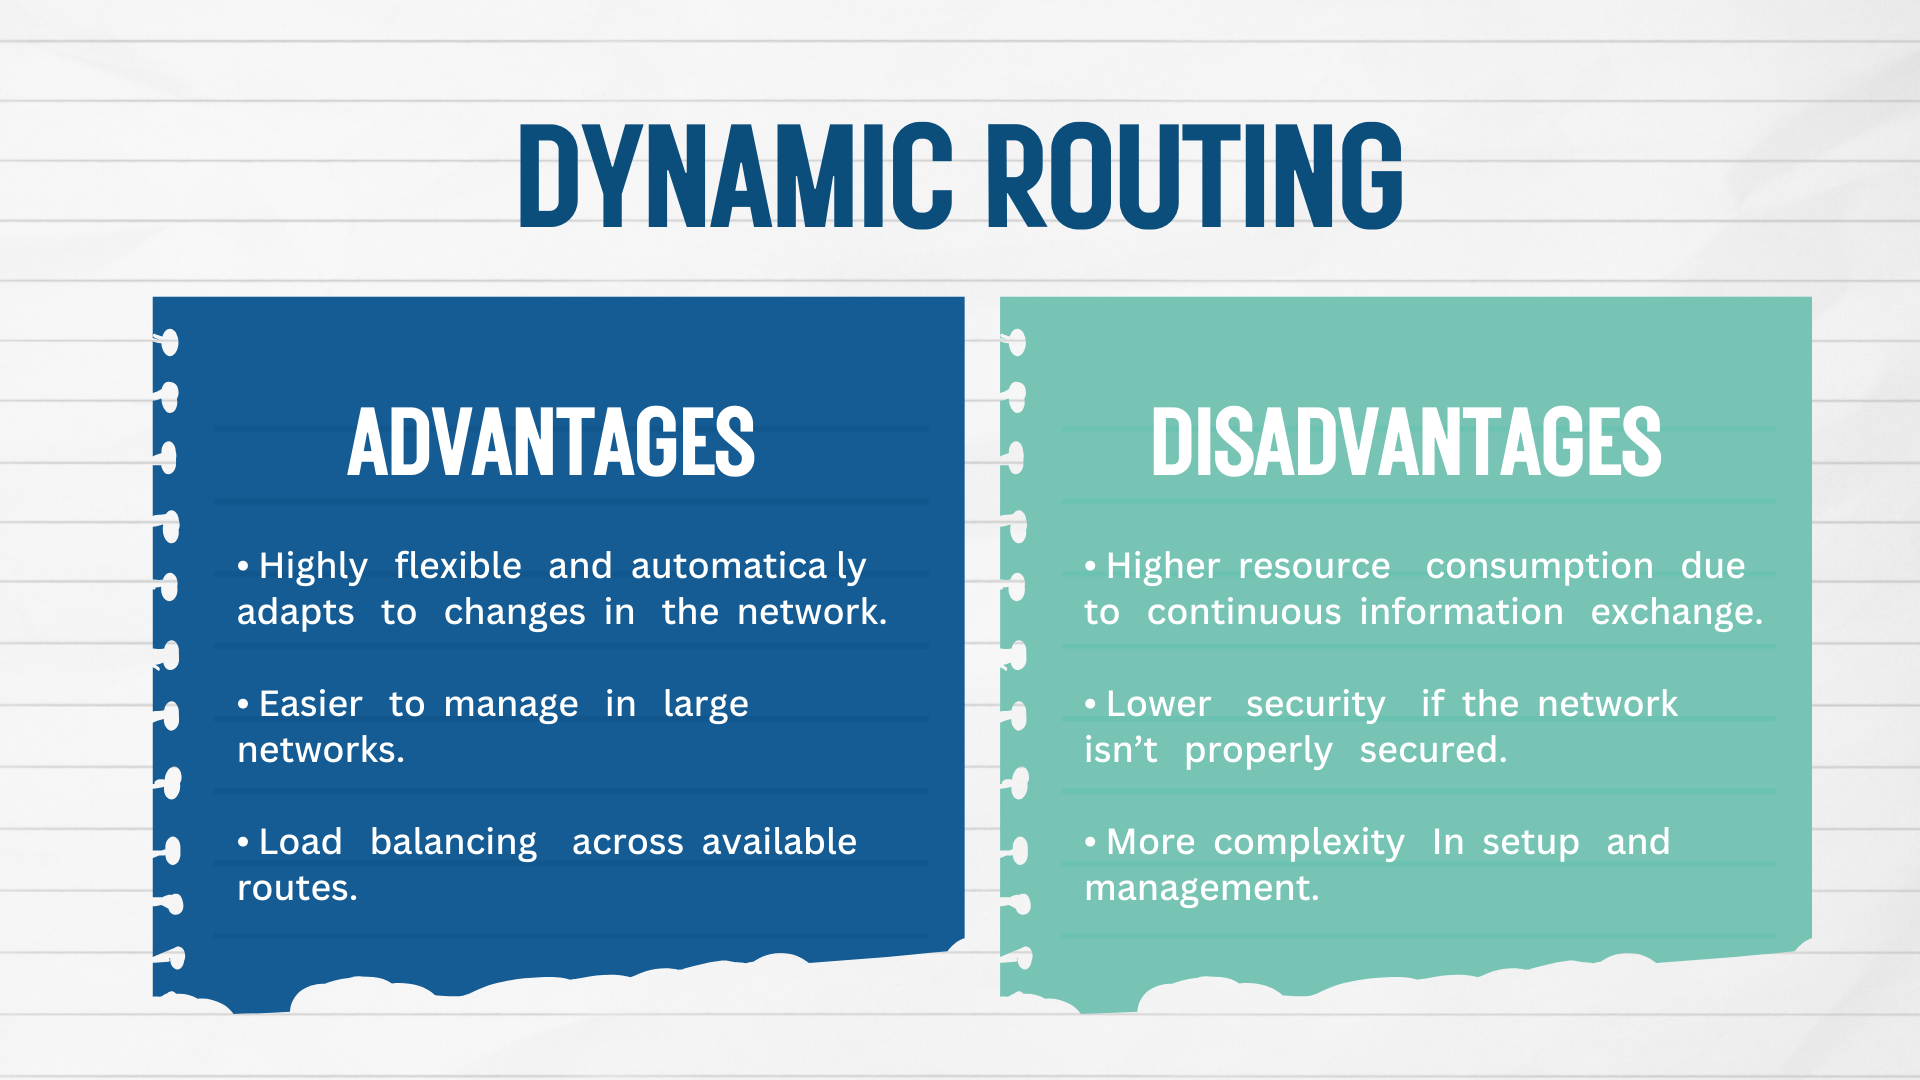 DYNAMIC ROUTING
ADVANTAGES
• Highly flexible and automatica ly
adapts to changes in the network.
• Easier to manage in large
networks.
• Load balancing across available
routes.
DISADVANTAGES
• Higher resource consumption due
to continuous information exchange.
• Lower security if the network
isn’t properly secured.
• More complexity In setup and
management.